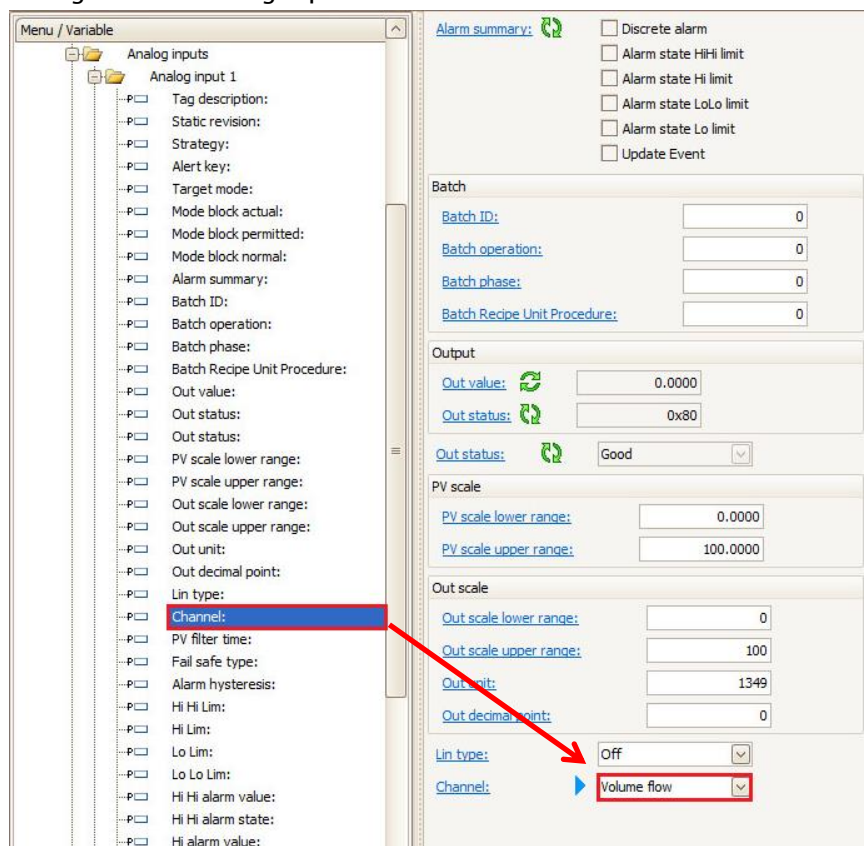 Menu / Variable
Analog inputs
Analog input 1
Tag description:
Static revision:
Strategy:
Alert key:
Target mode:
Mode block actual:
Mode block permitted:
Mode block normal:
Alarm summary:
Batch ID:
Batch operation:
Batch phase:
Batch Recipe Unit Procedure:
Out value:
Out status:
Out status:
PV scale lower range:
PV scale upper range:
Out scale lower range:
Out scale upper range:
Out unit:
Out decimal point:
Lin type:
Channel:
PV filter time:
Fail safe type:
Alarm hysteresis:
Hi Hi Lim:
Hi Lim:
Lo Lim:
Lo Lo Lim:
Hi Hi alarm value:
Hi Hi alarm state:
Hi alarm value:
Alarm summary:
Discrete alarm
Alarm state HiHi limit
Alarm state Hi limit
Alarm state LoLo limit
Alarm state Lo limit
Update Event
Batch
Batch ID: 0
Batch operation: 0
Batch phase: 0
Batch Recipe Unit Procedure: 0
Output
Out value: 0.0000
Out status: 0x80
Out status: Good
PV scale
PV scale lower range: 0.0000
PV scale upper range: 100.0000
Out scale
Out scale lower range: 0
Out scale upper range: 100
Out unit: 1349
Out decimal point: 0
Lin type: Off
Channel: Volume flow